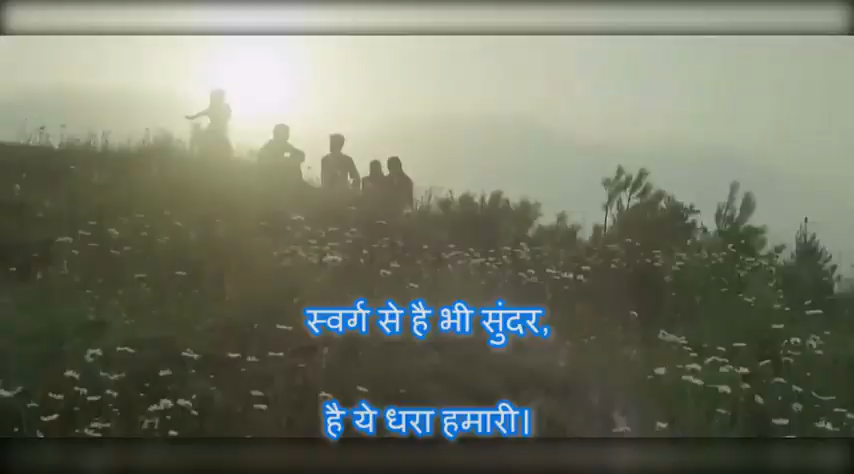 स्वर्ग से है भी सुंदर,
है ये धरा हमारी।